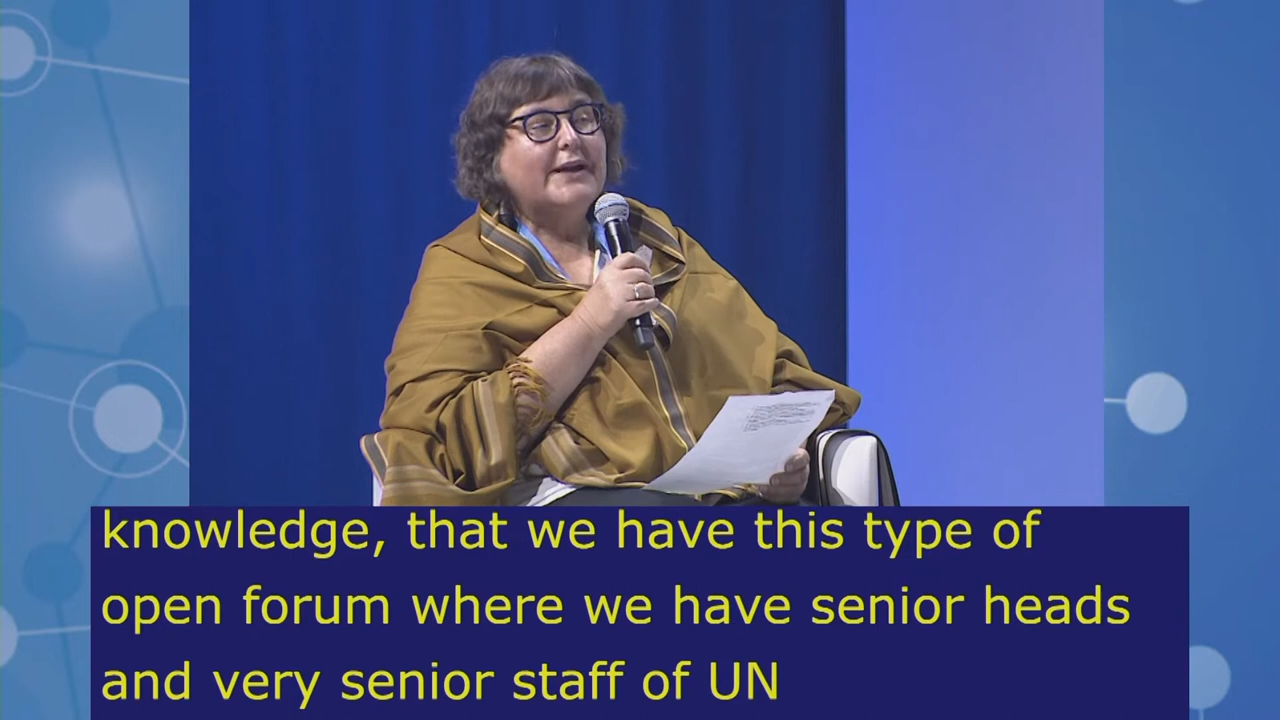 knowledge, that we have this type of
open forum where we have senior heads
and very senior staff of UN